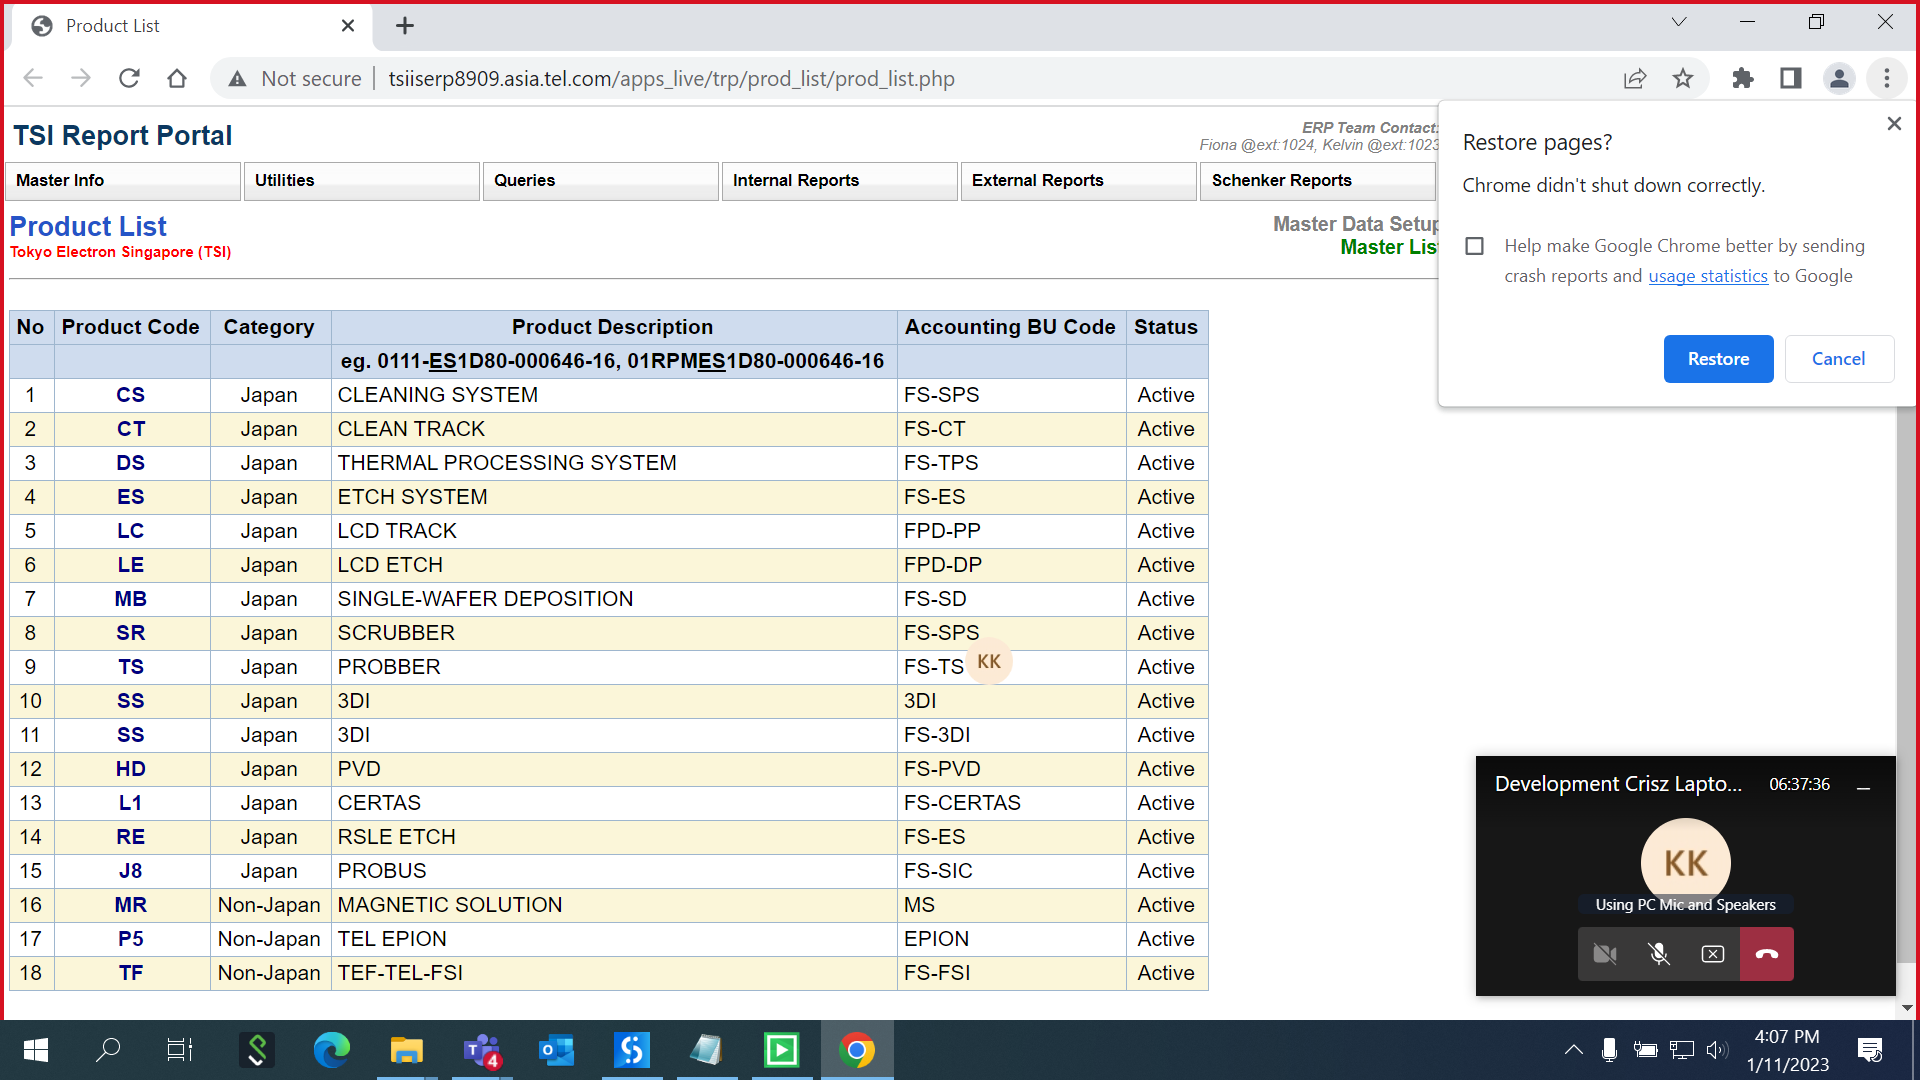 Product List
Not secure
tsiiserp8909.asia.tel.com/apps_live/trp/prod_list/prod_list.php
TSI Report Portal
ERP Team Contact:
Fiona @ext:1024, Kelvin @ext:1023
Master Info
Utilities
Queries
Internal Reports
External Reports
Schenker Reports
Product List
Tokyo Electron Singapore (TSI)
Master Data Setup
Master List
Restore pages?
Chrome didn't shut down correctly.
Help make Google Chrome better by sending
crash reports and usage statistics to Google
Restore
Cancel
No Product Code Category Product Description Accounting BU Code Status
eg. 0111-ES1D80-000646-16, 01RPMES1D80-000646-16
1 CS Japan CLEANING SYSTEM FS-SPS Active
2 CT Japan CLEAN TRACK FS-CT Active
3 DS Japan THERMAL PROCESSING SYSTEM FS-TPS Active
4 ES Japan ETCH SYSTEM FS-ES Active
5 LC Japan LCD TRACK FPD-PP Active
6 LE Japan LCD ETCH FPD-DP Active
7 MB Japan SINGLE-WAFER DEPOSITION FS-SD Active
8 SR Japan SCRUBBER FS-SPS Active
9 TS Japan PROBBER FS-TS Active
KK
10 SS Japan 3DI 3DI Active
11 SS Japan 3DI FS-3DI Active
12 HD Japan PVD FS-PVD Active
13 L1 Japan CERTAS FS-CERTAS Active
14 RE Japan RSLE ETCH FS-ES Active
15 J8 Japan PROBUS FS-SIC Active
16 MR Non-Japan MAGNETIC SOLUTION MS Active
17 P5 Non-Japan TEL EPION EPION Active
18 TF Non-Japan TEF-TEL-FSI FS-FSI Active
Development Crisz Lapto... 06:37:36
KK
Using PC Mic and Speakers
4
4:07 PM
1/11/2023